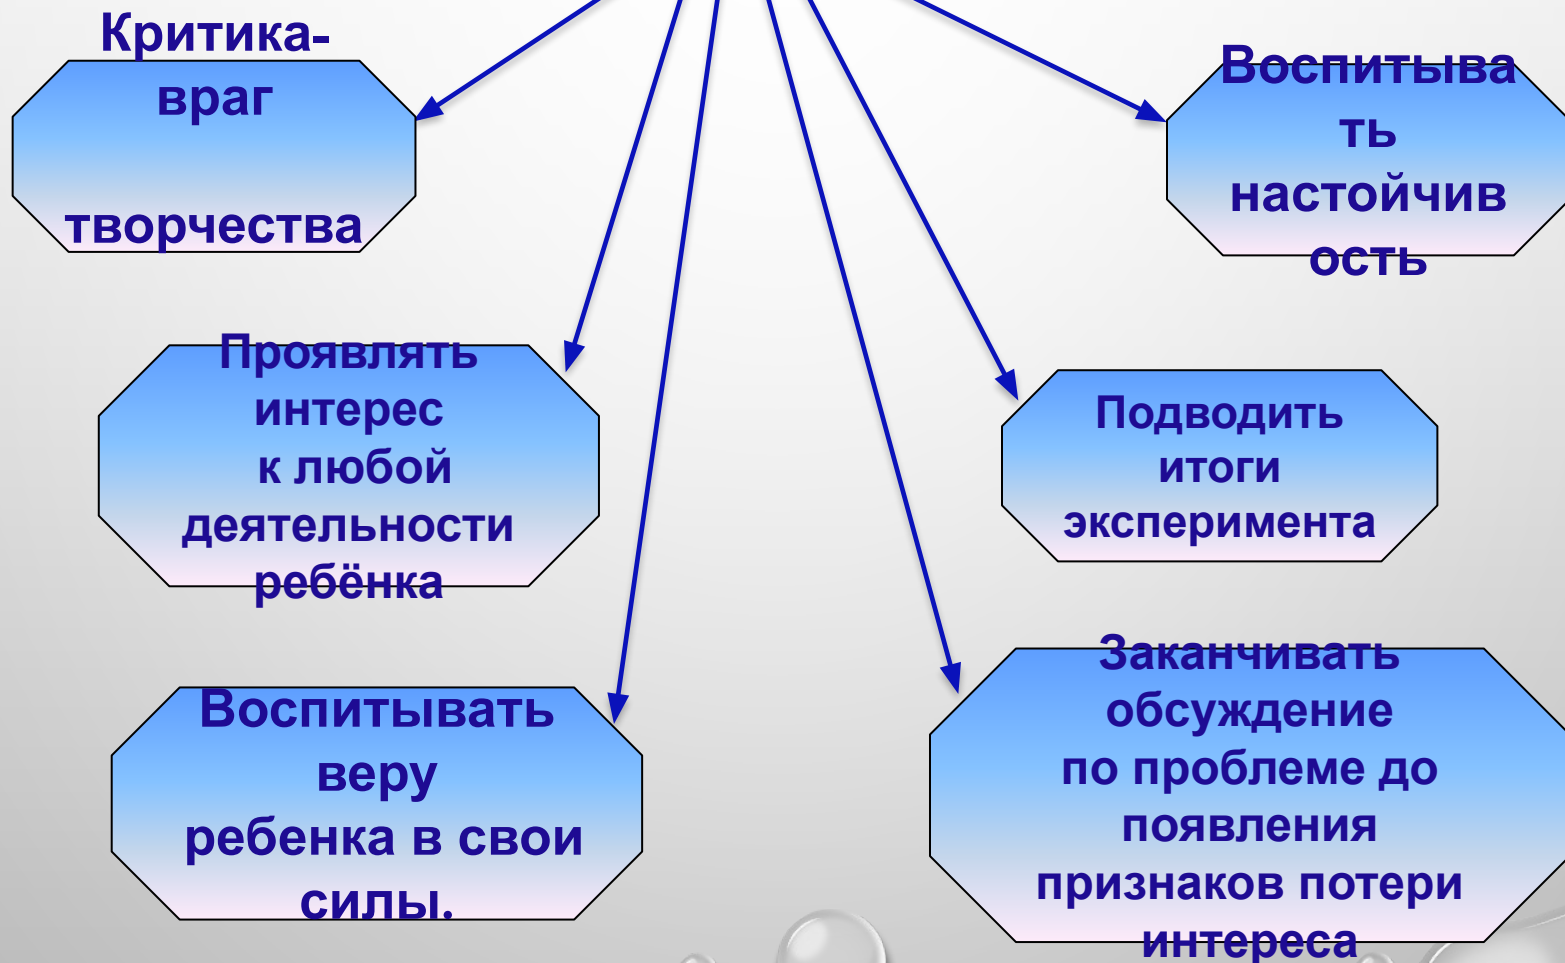 Критика-
враг
творчества
Воспитыва
ть
настойчив
ость
Проявлять
интерес
к любой
деятельности
ребёнка
Подводить
итоги
эксперимента
Воспитывать
веру
ребенка в свои
силы.
Заканчивать
обсуждение
по проблеме до
появления
признаков потери
интереса